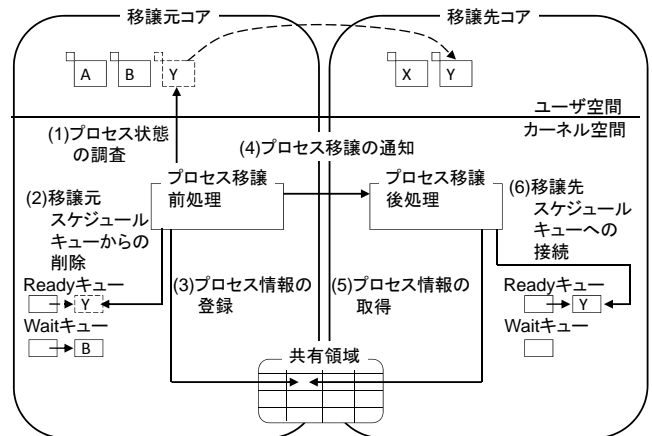 移譲元コア
移譲先コア
A
B
Y
X
Y
ユーザ空間
カーネル空間
(1)プロセス状態
の調査
(4)プロセス移譲の通知
プロセス移譲
前処理
プロセス移譲
後処理
(2)移譲元
スケジュール
キューからの
削除
(6)移譲先
スケジュール
キューへの
接続
Readyキュー
Y
Waitキュー
B
(3)プロセス情報の
登録
(5)プロセス情報の
取得
Readyキュー
Y
Waitキュー
共有領域